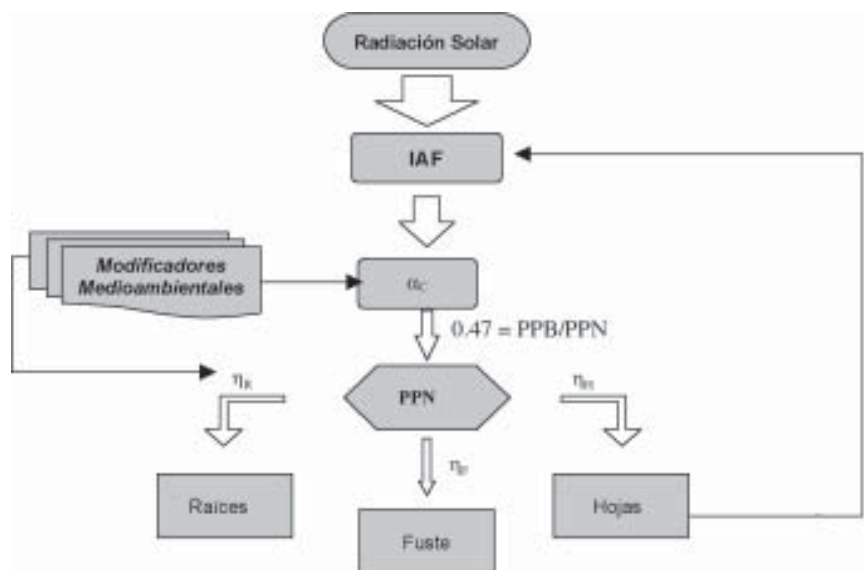 Radiación Solar
IAF
Modificadores
Medioambientales
αC
0.47 = PPB/PPN
ηR
PPN
ηH
Raíces
ηF
Hojas
Fuste